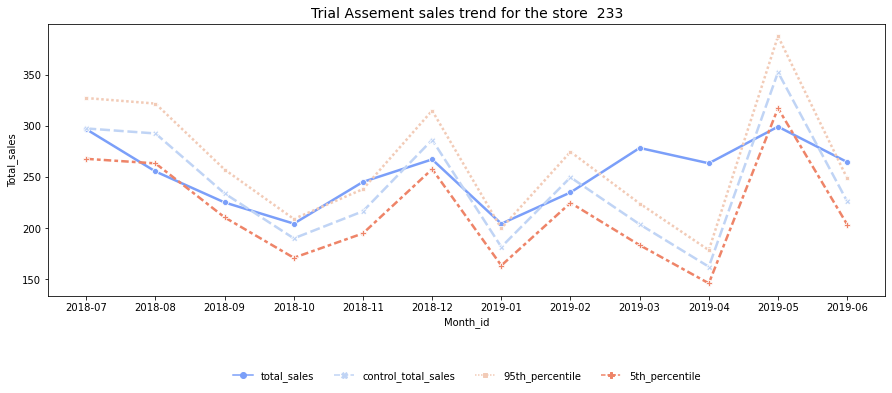 Trial Assement sales trend for the store 233
Total_sales
350
300
250
200
150
2018-07 2018-08 2018-09 2018-10 2018-11 2018-12 2019-01 2019-02 2019-03 2019-04 2019-05 2019-06
Month_id
total_sales control_total_sales 95th_percentile 5th_percentile